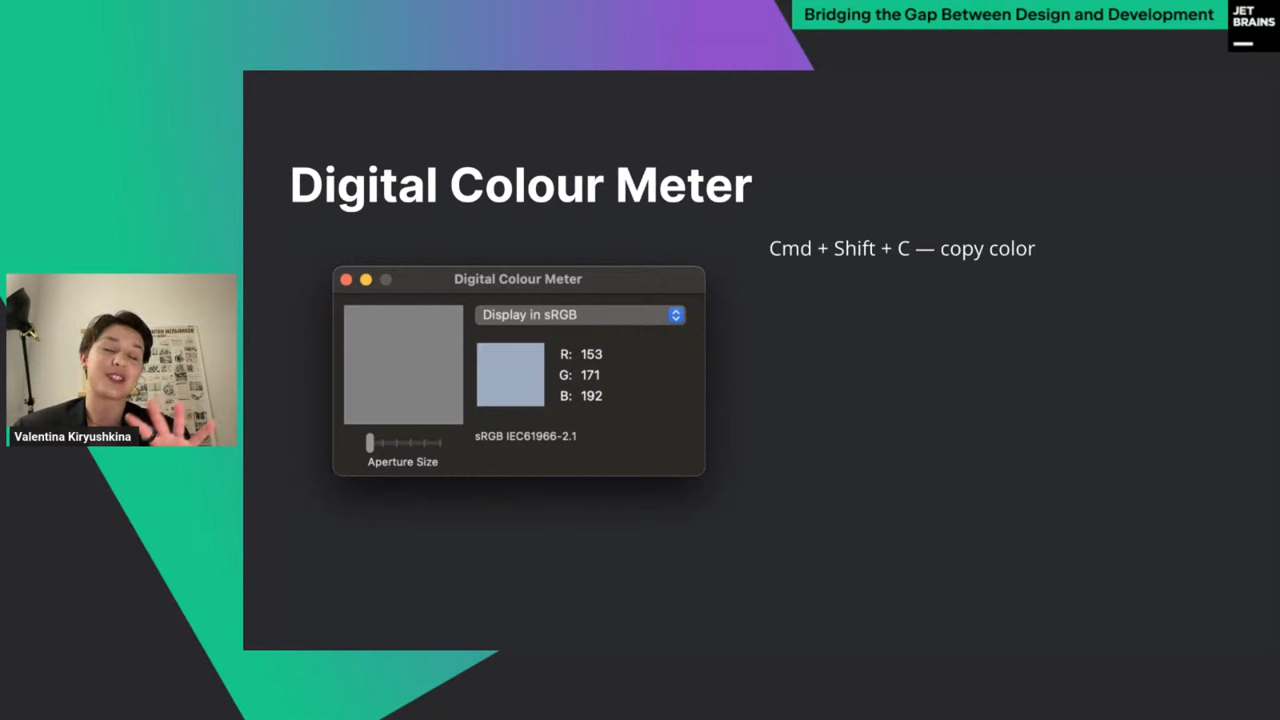 Bridging the Gap Between Design and Development
JET
BRAINS
Digital Colour Meter
Cmd + Shift + C — copy color
Digital Colour Meter
Display in sRGB
R: 153
G: 171
B: 192
sRGB IEC61966-2.1
Aperture Size
Valentina Kiryushkina